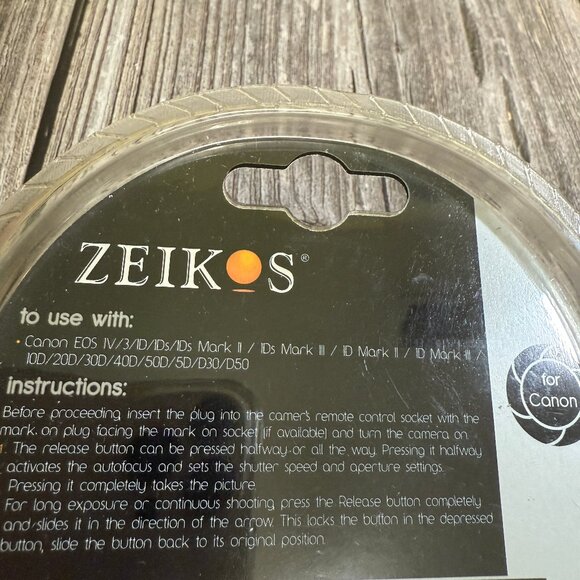 ZEIKOS®
to use with:
• Canon EOS 1V/3/1D/1Ds/1Ds Mark II / 1Ds Mark III / 1D Mark II / 1D Mark III /
10D/20D/30D/40D/50D/5D/D30/D50
for
Canon
instructions:
Before proceeding, insert the plug into the camer's remote control socket with the
mark, on plug facing the mark on socket (if available) and turn the camera on.
1. The release button can be pressed halfway or all the way. Pressing it halfway
activates the autofocus and sets the shutter speed and aperture settings.
Pressing it completely takes the picture.
For long exposure or continuous shooting, press the Release button completely
and slides it in the direction of the arrow. This locks the button in the depressed
button, slide the button back to its original position.